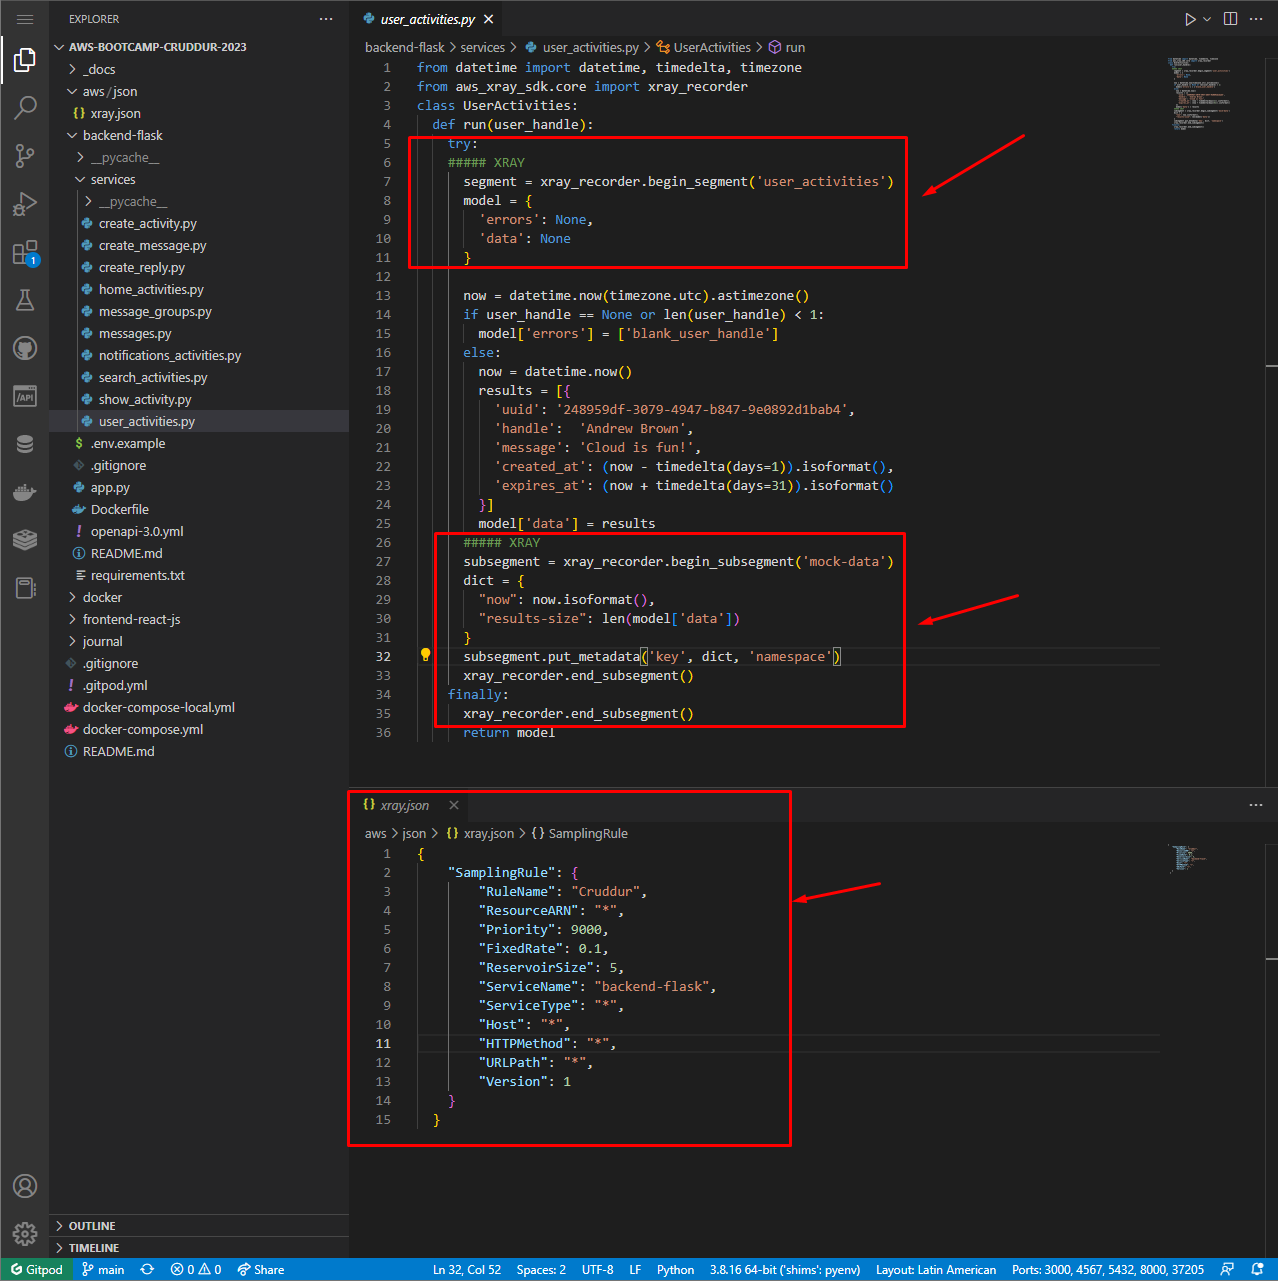 EXPLORER
AWS-BOOTCAMP-CRUDDUR-2023
_docs
aws/json
{} xray.json
backend-flask
__pycache__
services
__pycache__
create_activity.py
create_message.py
create_reply.py
home_activities.py
message_groups.py
messages.py
notifications_activities.py
search_activities.py
show_activity.py
user_activities.py
$ .env.example
.gitignore
app.py
Dockerfile
! openapi-3.0.yml
README.md
requirements.txt
docker
frontend-react-js
journal
.gitignore
! .gitpod.yml
docker-compose-local.yml
docker-compose.yml
README.md
OUTLINE
TIMELINE
1
/API
user_activities.py
backend-flask > services > user_activities.py > UserActivities > run
1 from datetime import datetime, timedelta, timezone
2 from aws_xray_sdk.core import xray_recorder
3 class UserActivities:
4 def run(user_handle):
5 try:
6 ##### XRAY
7 segment = xray_recorder.begin_segment('user_activities')
8 model = {
9 'errors': None,
10 'data': None
11 }
12
13 now = datetime.now(timezone.utc).astimezone()
14 if user_handle == None or len(user_handle) < 1:
15 model['errors'] = ['blank_user_handle']
16 else:
17 now = datetime.now()
18 results = [{
19 'uuid': '248959df-3079-4947-b847-9e0892d1bab4',
20 'handle':  'Andrew Brown',
21 'message': 'Cloud is fun!',
22 'created_at': (now - timedelta(days=1)).isoformat(),
23 'expires_at': (now + timedelta(days=31)).isoformat()
24 }]
25 model['data'] = results
26 ##### XRAY
27 subsegment = xray_recorder.begin_subsegment('mock-data')
28 dict = {
29 "now": now.isoformat(),
30 "results-size": len(model['data'])
31 }
32 subsegment.put_metadata('key', dict, 'namespace')
33 xray_recorder.end_subsegment()
34 finally:
35 xray_recorder.end_subsegment()
36 return model
{} xray.json
aws > json > {} xray.json > {} SamplingRule
1 {
2 "SamplingRule": {
3 "RuleName": "Cruddur",
4 "ResourceARN": "*",
5 "Priority": 9000,
6 "FixedRate": 0.1,
7 "ReservoirSize": 5,
8 "ServiceName": "backend-flask",
9 "ServiceType": "*",
10 "Host": "*",
11 "HTTPMethod": "*",
12 "URLPath": "*",
13 "Version": 1
14 }
15 }
Gitpod main 0 0 Share Ln 32, Col 52 Spaces: 2 UTF-8 LF Python 3.8.16 64-bit ('shims': pyenv) Layout: Latin American Ports: 3000, 4567, 5432, 8000, 37205